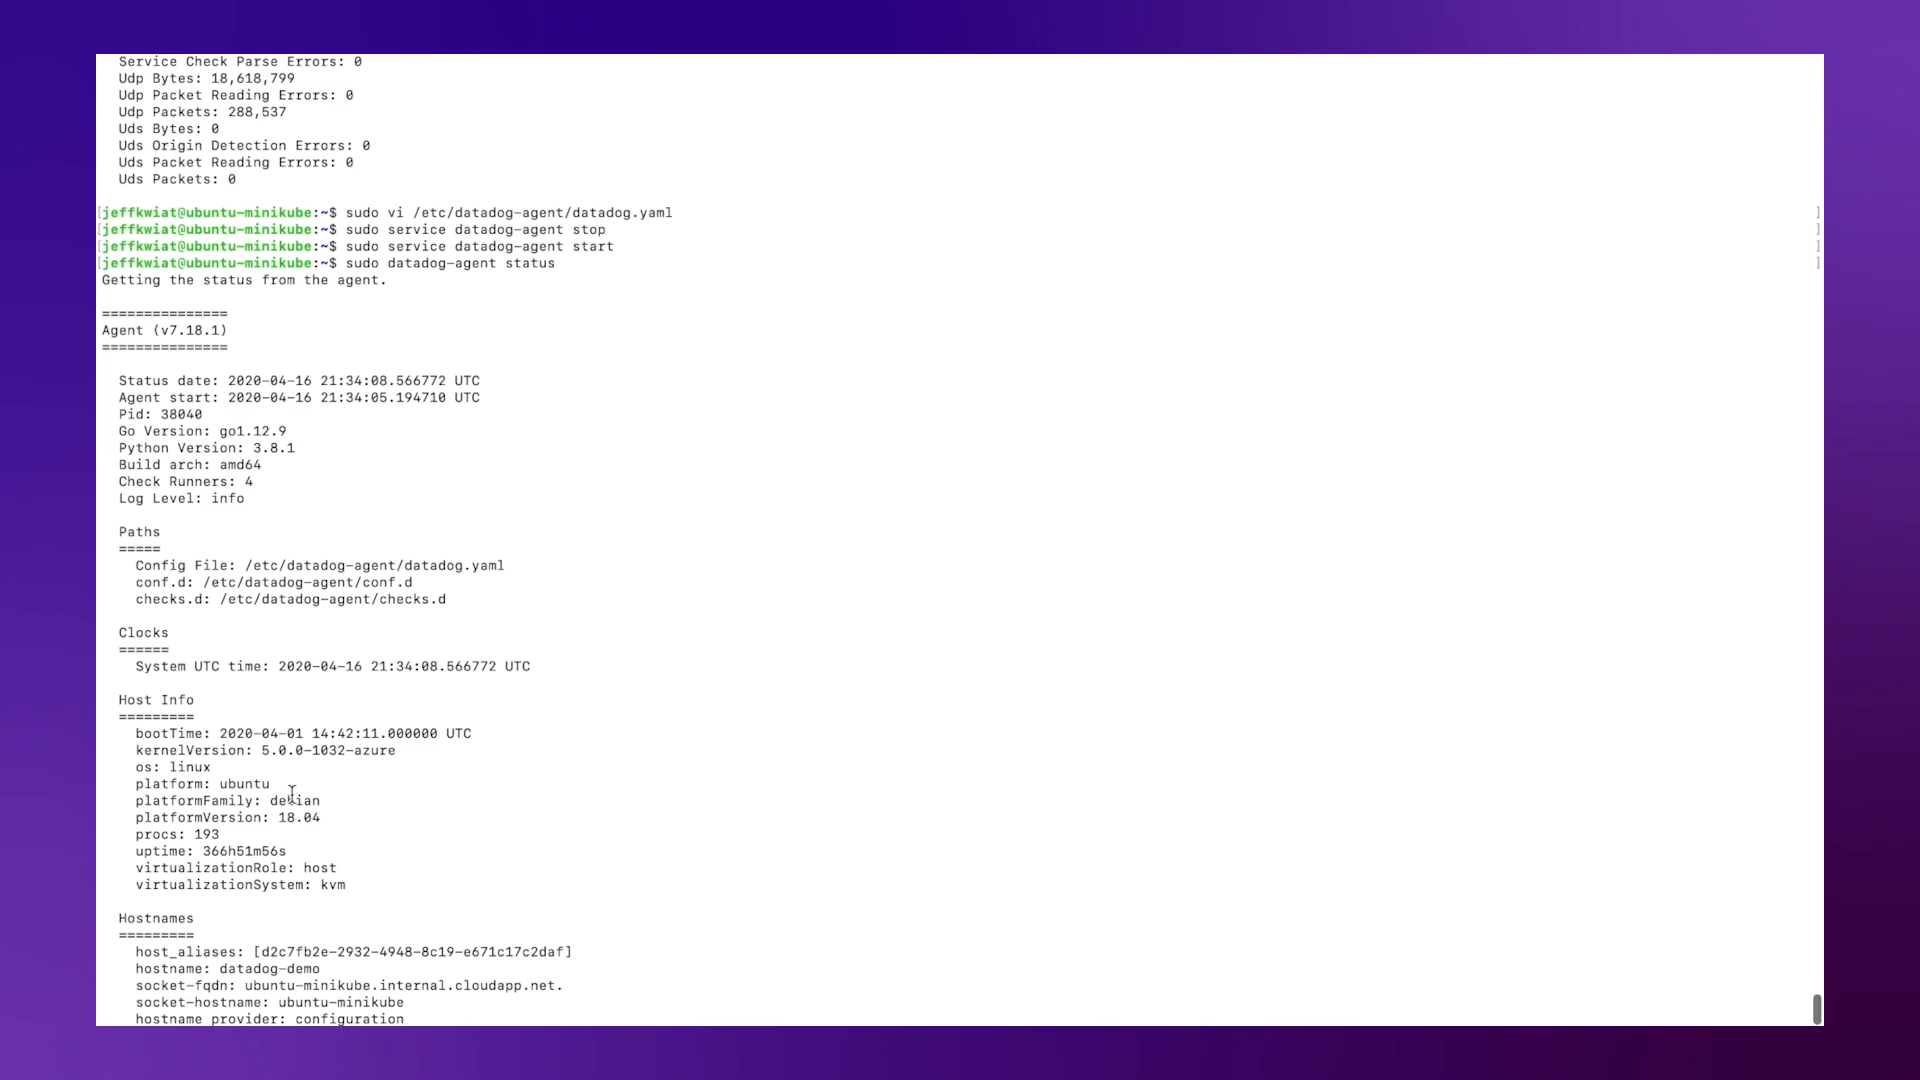 Service Check Parse Errors: 0
Udp Bytes: 18,618,799
Udp Packet Reading Errors: 0
Udp Packets: 288,537
Uds Bytes: 0
Uds Origin Detection Errors: 0
Uds Packet Reading Errors: 0
Uds Packets: 0
[jeffkwiat@ubuntu-minikube:~$ sudo vi /etc/datadog-agent/datadog.yaml ]
[jeffkwiat@ubuntu-minikube:~$ sudo service datadog-agent stop ]
[jeffkwiat@ubuntu-minikube:~$ sudo service datadog-agent start ]
[jeffkwiat@ubuntu-minikube:~$ sudo datadog-agent status ]
Getting the status from the agent.
===============
Agent (v7.18.1)
===============
Status date: 2020-04-16 21:34:08.566772 UTC
Agent start: 2020-04-16 21:34:05.194710 UTC
Pid: 38040
Go Version: go1.12.9
Python Version: 3.8.1
Build arch: amd64
Check Runners: 4
Log Level: info
Paths
=====
Config File: /etc/datadog-agent/datadog.yaml
conf.d: /etc/datadog-agent/conf.d
checks.d: /etc/datadog-agent/checks.d
Clocks
======
System UTC time: 2020-04-16 21:34:08.566772 UTC
Host Info
=========
bootTime: 2020-04-01 14:42:11.000000 UTC
kernelVersion: 5.0.0-1032-azure
os: linux
platform: ubuntu
platformFamily: debian
platformVersion: 18.04
procs: 193
uptime: 366h51m56s
virtualizationRole: host
virtualizationSystem: kvm
Hostnames
=========
host_aliases: [d2c7fb2e-2932-4948-8c19-e671c17c2daf]
hostname: datadog-demo
socket-fqdn: ubuntu-minikube.internal.cloudapp.net.
socket-hostname: ubuntu-minikube
hostname provider: configuration